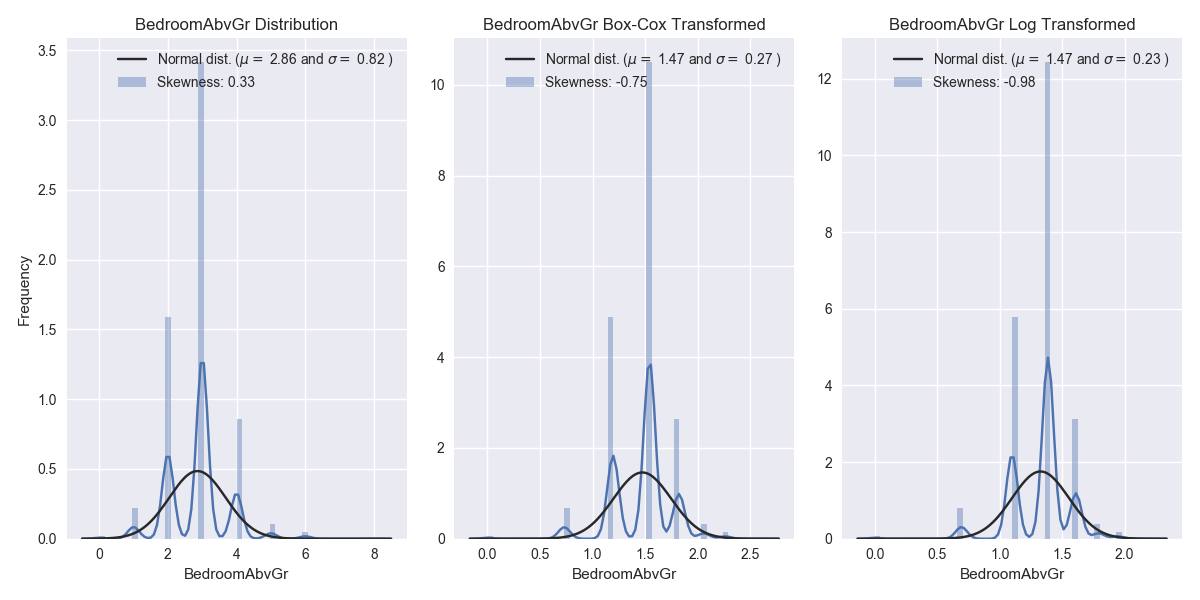 BedroomAbvGr Distribution
Normal dist. (μ = 2.86 and σ = 0.82 )
Skewness: 0.33
3.5
3.0
2.5
2.0
1.5
1.0
0.5
0.0
Frequency
0
2
4
6
8
BedroomAbvGr
BedroomAbvGr Box-Cox Transformed
Normal dist. (μ = 1.47 and σ = 0.27 )
Skewness: -0.75
10
8
6
4
2
0
0.0
0.5
1.0
1.5
2.0
2.5
BedroomAbvGr
BedroomAbvGr Log Transformed
Normal dist. (μ = 1.47 and σ = 0.23 )
Skewness: -0.98
12
10
8
6
4
2
0
0.0
0.5
1.0
1.5
2.0
BedroomAbvGr